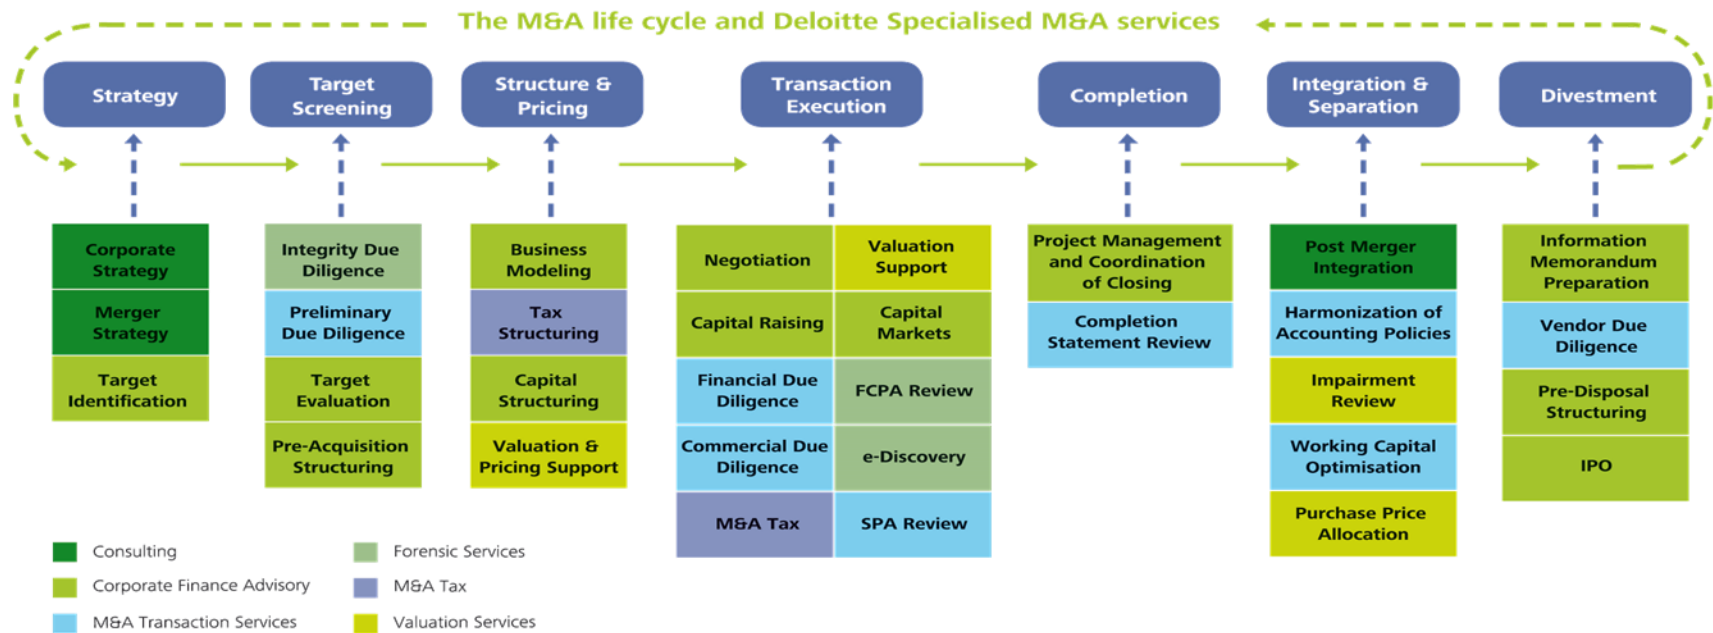 The M&A life cycle and Deloitte Specialised M&A services
Strategy
Target
Screening
Structure &
Pricing
Transaction
Execution
Completion
Integration &
Separation
Divestment
Corporate
Strategy
Merger
Strategy
Target
Identification
Integrity Due
Diligence
Preliminary
Due Diligence
Target
Evaluation
Pre-Acquisition
Structuring
Business
Modeling
Tax
Structuring
Capital
Structuring
Valuation &
Pricing Support
Negotiation
Valuation
Support
Capital Raising
Capital
Markets
Financial Due
Diligence
FCPA Review
Commercial Due
Diligence
e-Discovery
M&A Tax
SPA Review
Project Management
and Coordination
of Closing
Completion
Statement Review
Post Merger
Integration
Harmonization of
Accounting Policies
Impairment
Review
Working Capital
Optimisation
Purchase Price
Allocation
Information
Memorandum
Preparation
Vendor Due
Diligence
Pre-Disposal
Structuring
IPO
Consulting
Corporate Finance Advisory
M&A Transaction Services
Forensic Services
M&A Tax
Valuation Services